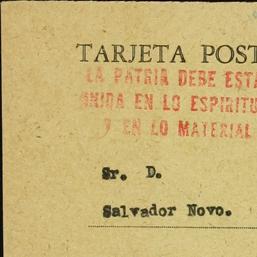 TARJETA POST
LA PATRIA DEBE ESTA
UNIDA EN LO ESPIRITU
Y EN LO MATERIAL
Sr. D.
Salvador Novo.